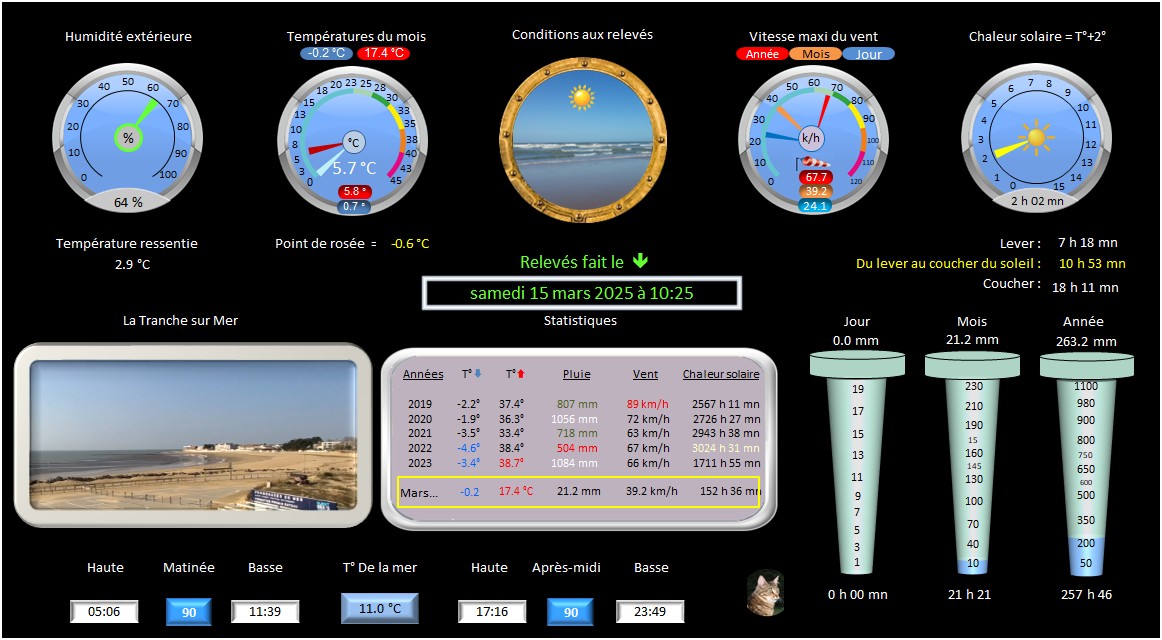 Humidité extérieure
Températures du mois
-0.2 °C 17.4 °C
Conditions aux relevés
Vitesse maxi du vent
Année Mois Jour
Chaleur solaire = T°+2°
0 10 20 30 40 50 60 70 80 90 100
%
64 %
0 3 5 8 10 13 15 18 20 23 25 28 30 33 35 38 40 43 45
°C
5.7 °C
5.8 °
0.7 °
0 10 20 30 40 50 60 70 80 90 100 110 120
k/h
67.7
39.2
24.1
0 1 2 3 4 5 6 7 8 9 10 11 12 13 14 15
2 h 02 mn
Température ressentie
2.9 °C
Point de rosée = -0.6 °C
Relevés fait le
samedi 15 mars 2025 à 10:25
Lever : 7 h 18 mn
Du lever au coucher du soleil : 10 h 53 mn
Coucher : 18 h 11 mn
La Tranche sur Mer
Statistiques
Années T° T° Pluie Vent Chaleur solaire
2019 -2.2° 37.4° 807 mm 89 km/h 2567 h 11 mn
2020 -1.9° 36.3° 1056 mm 72 km/h 2726 h 27 mn
2021 -3.5° 33.4° 718 mm 63 km/h 2943 h 38 mn
2022 -4.6° 38.4° 504 mm 67 km/h 3024 h 31 mn
2023 -3.4° 38.7° 1084 mm 66 km/h 1711 h 55 mn
Mars... -0.2 17.4 °C 21.2 mm 39.2 km/h 152 h 36 mn
Jour
0.0 mm
19
17
15
13
11
9
7
5
3
1
0 h 00 mn
Mois
21.2 mm
230
210
190
15
160
145
130
100
70
40
10
21 h 21
Année
263.2 mm
1100
980
900
800
750
650
600
500
350
200
50
257 h 46
Haute Matinée Basse
05:06 90 11:39
T° De la mer
11.0 °C
Haute Après-midi Basse
17:16 90 23:49